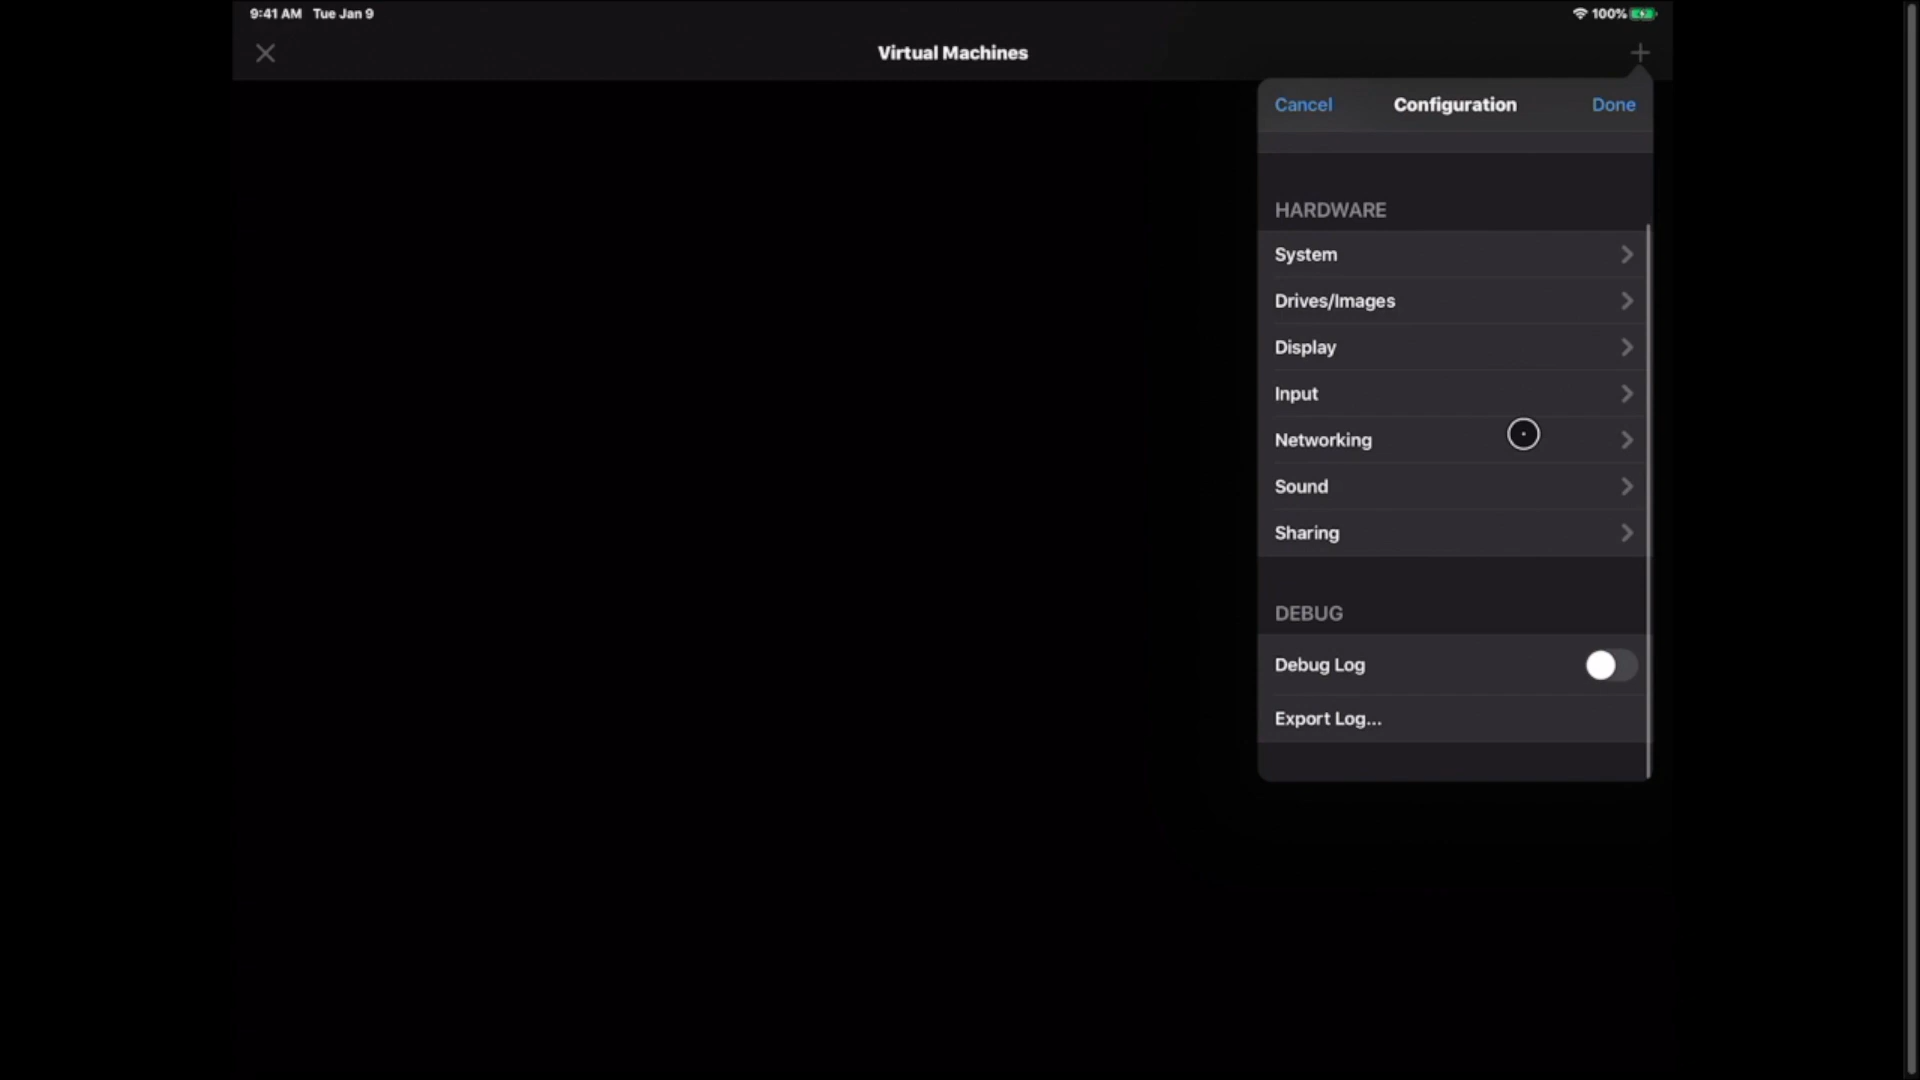 9:41 AM Tue Jan 9
100%
Virtual Machines
Cancel
Configuration
Done
HARDWARE
System
Drives/Images
Display
Input
Networking
Sound
Sharing
DEBUG
Debug Log
Export Log...